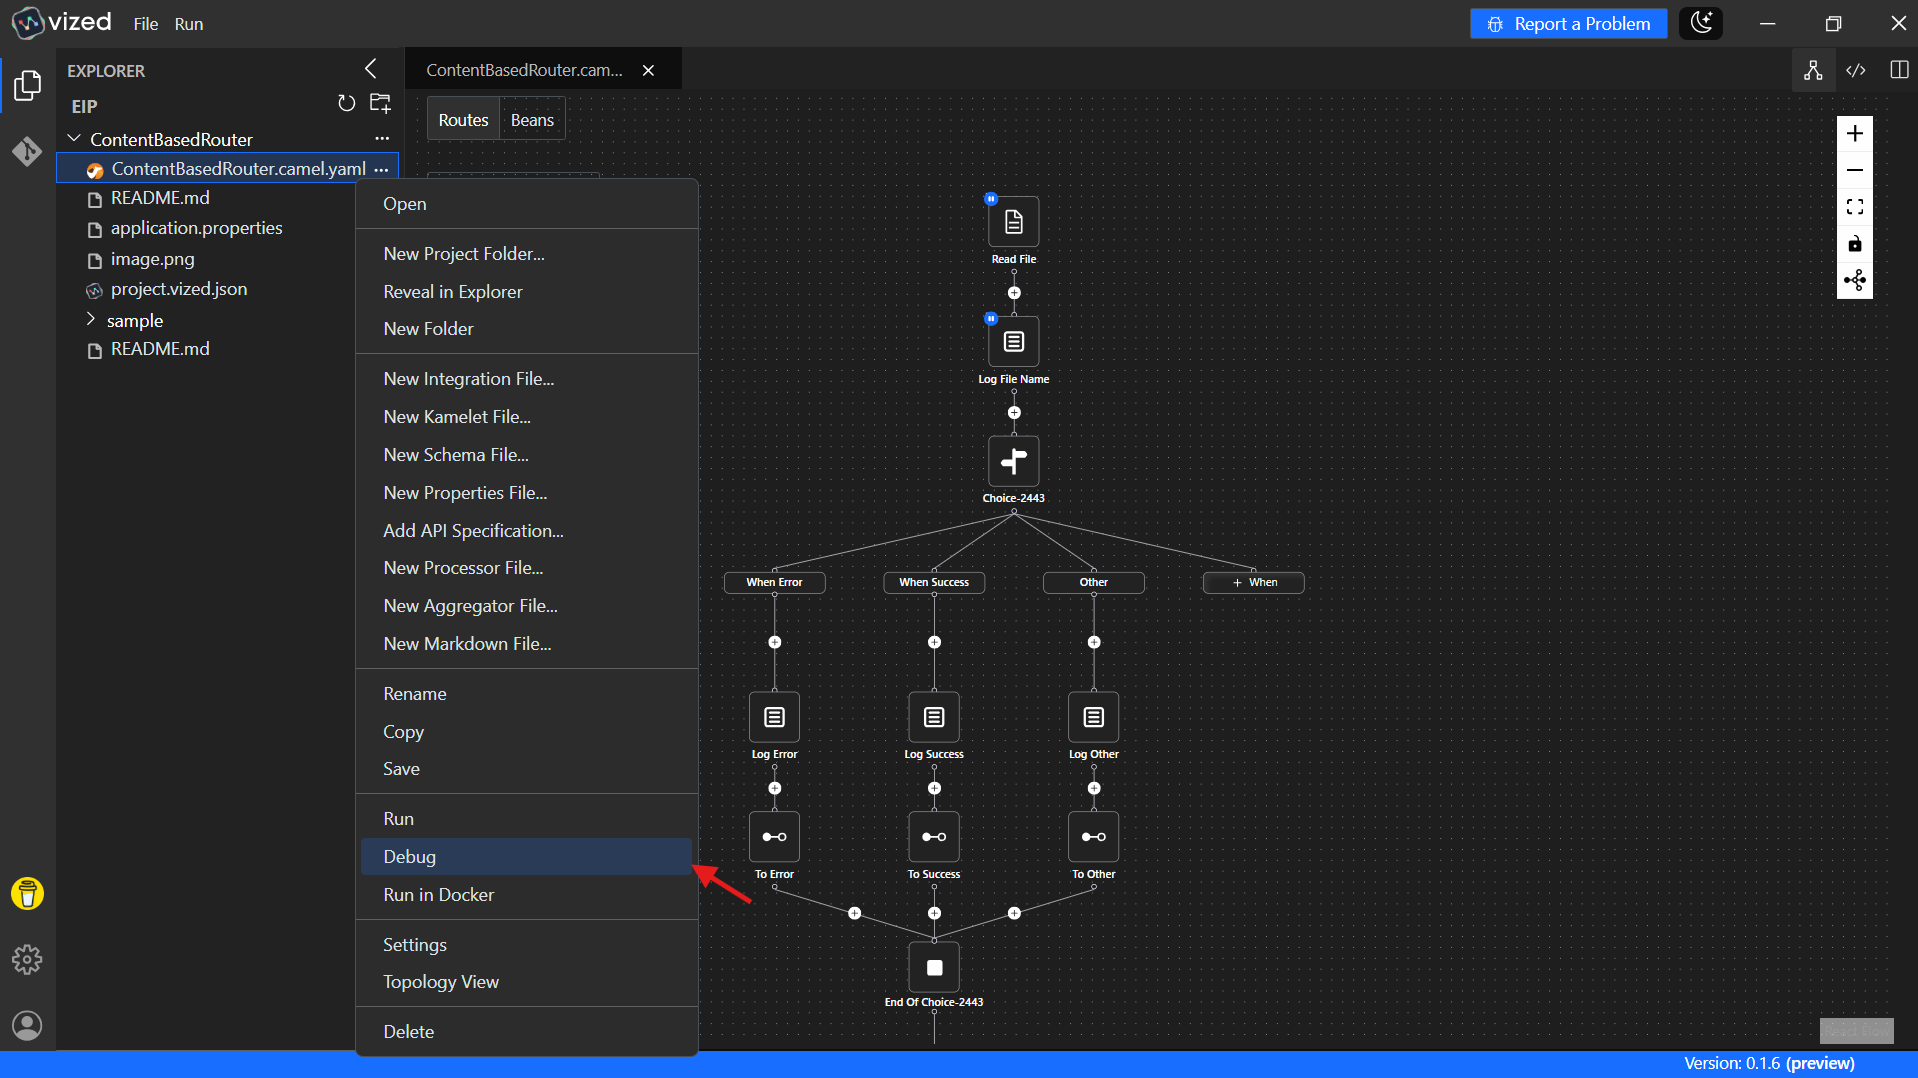 vized File Run
Report a Problem
EXPLORER
ContentBasedRouter.cam...
EIP
Routes Beans
ContentBasedRouter
ContentBasedRouter.camel.yaml
README.md
application.properties
image.png
project.vized.json
sample
README.md
Open
New Project Folder...
Reveal in Explorer
New Folder
New Integration File...
New Kamelet File...
New Schema File...
New Properties File...
Add API Specification...
New Processor File...
New Aggregator File...
New Markdown File...
Rename
Copy
Save
Run
Debug
Run in Docker
Settings
Topology View
Delete
Read File
Log File Name
Choice-2443
When Error When Success Other + When
Log Error Log Success Log Other
To Error To Success To Other
End Of Choice-2443
Version: 0.1.6 (preview)